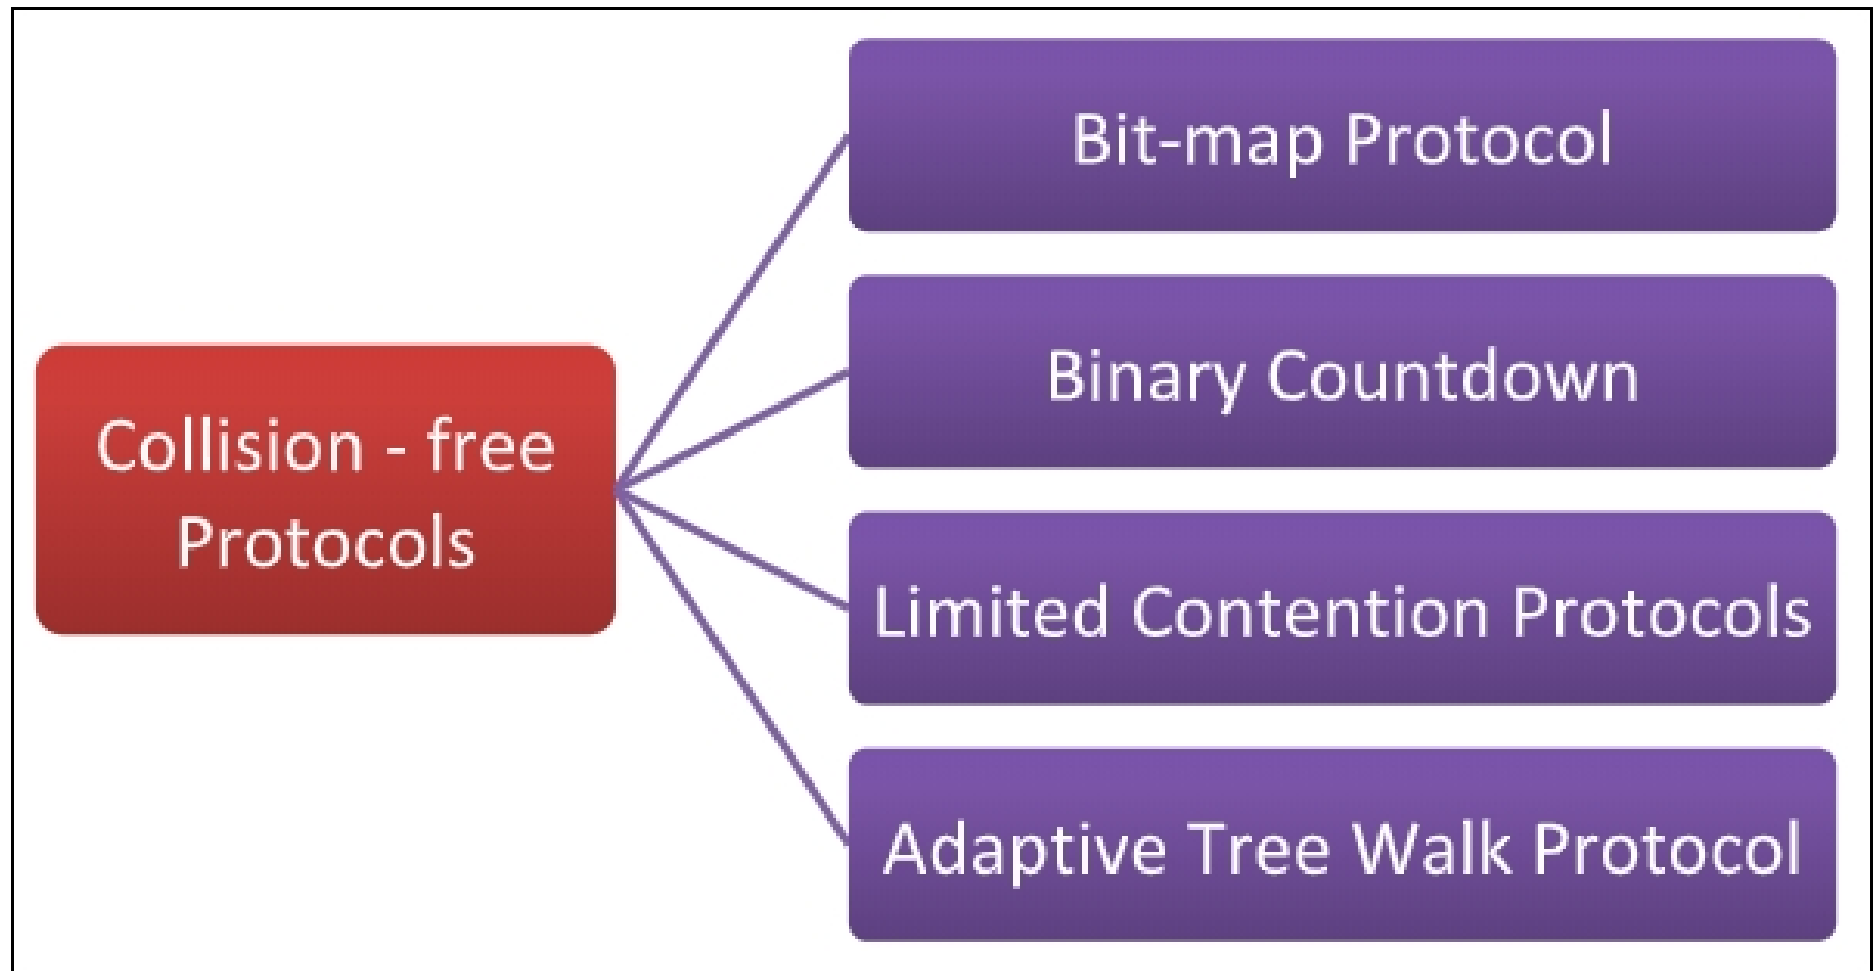 Collision - free
Protocols
Bit-map Protocol
Binary Countdown
Limited Contention Protocols
Adaptive Tree Walk Protocol